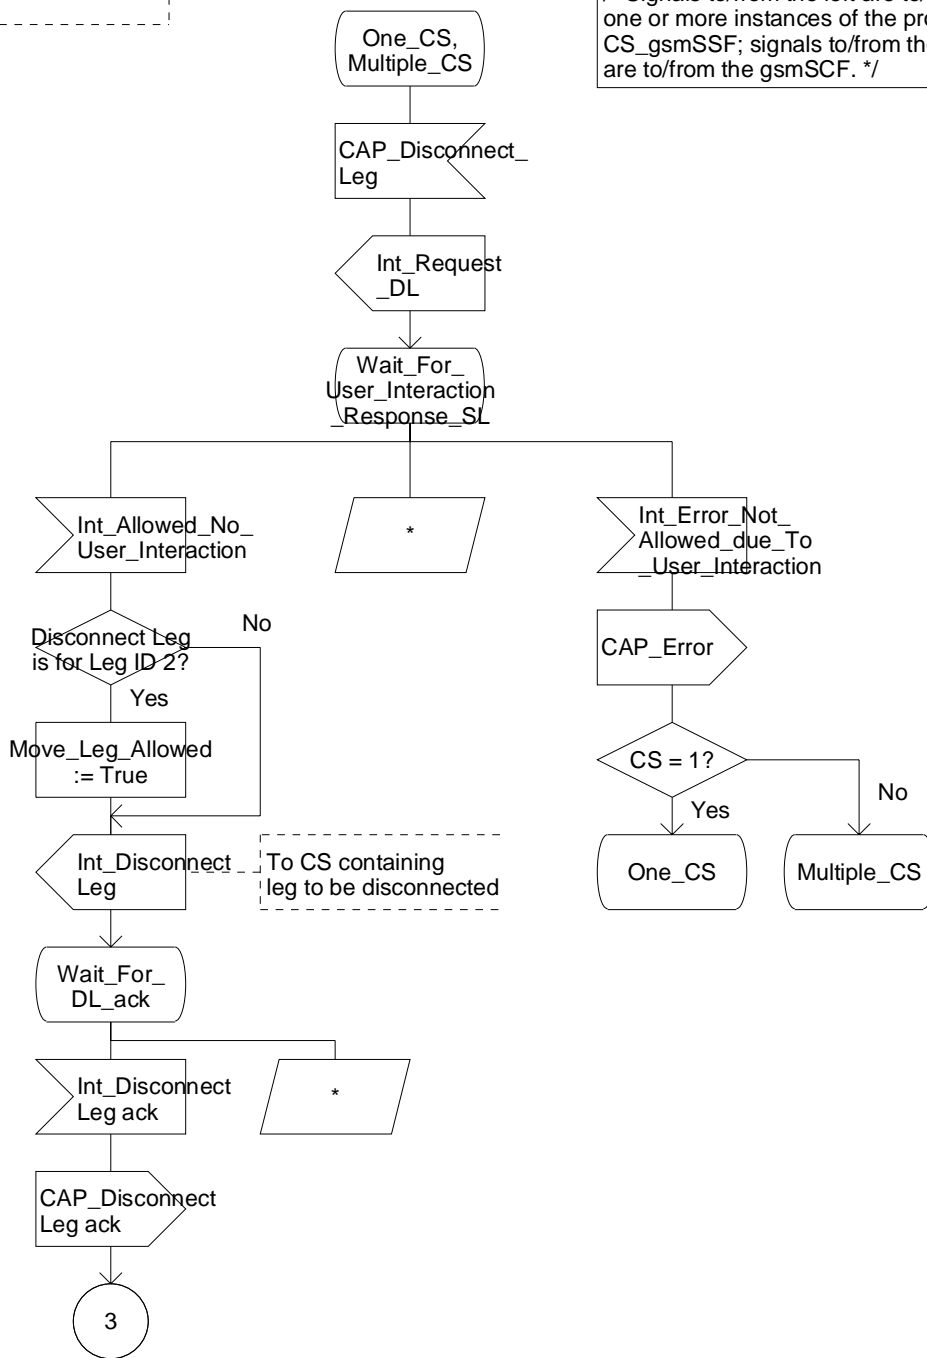 one or more instances of the pro
CS_gsmSSF; signals to/from the
are to/from the gsmSCF. */
One_CS,
Multiple_CS
CAP_Disconnect_
Leg
Int_Request
_DL
Wait_For_
User_Interaction
_Response_SL
Int_Allowed_No_
User_Interaction
*
Int_Error_Not_
Allowed_due_To
_User_Interaction
Disconnect Leg
is for Leg ID 2?
No
Yes
CAP_Error
Move_Leg_Allowed
:= True
CS = 1?
Yes
No
Int_Disconnect
Leg
To CS containing
leg to be disconnected
One_CS
Multiple_CS
Wait_For_
DL_ack
Int_Disconnect
Leg ack
*
CAP_Disconnect
Leg ack
3